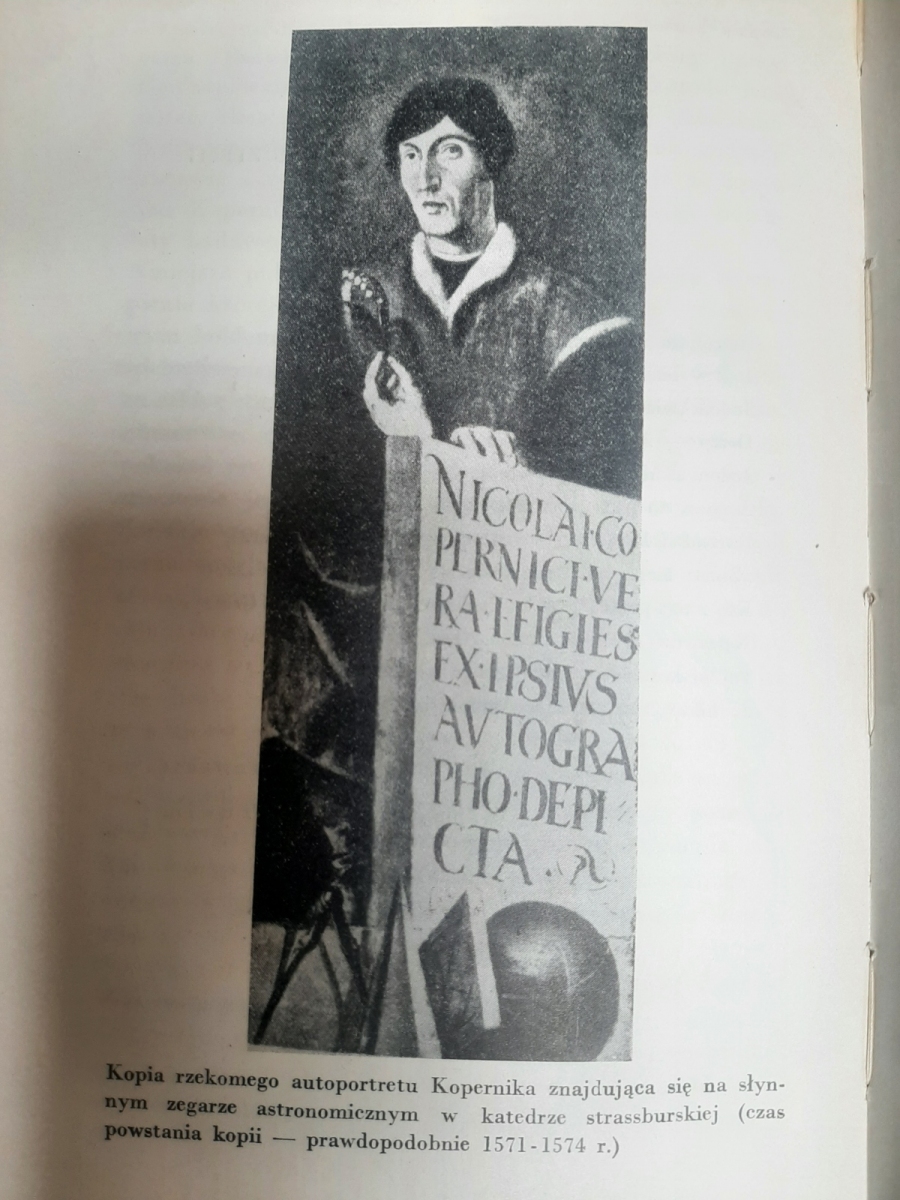 NICOLAI·CO
PERNICI·VE
RA·EFIGIES
EX·IPSIVS
AVTOGRA
PHO·DEPI
CTA.
Kopia rzekomego autoportretu Kopernika znajdująca się na słyn-
nym zegarze astronomicznym w katedrze strassburskiej (czas
powstania kopii — prawdopodobnie 1571-1574 r.)